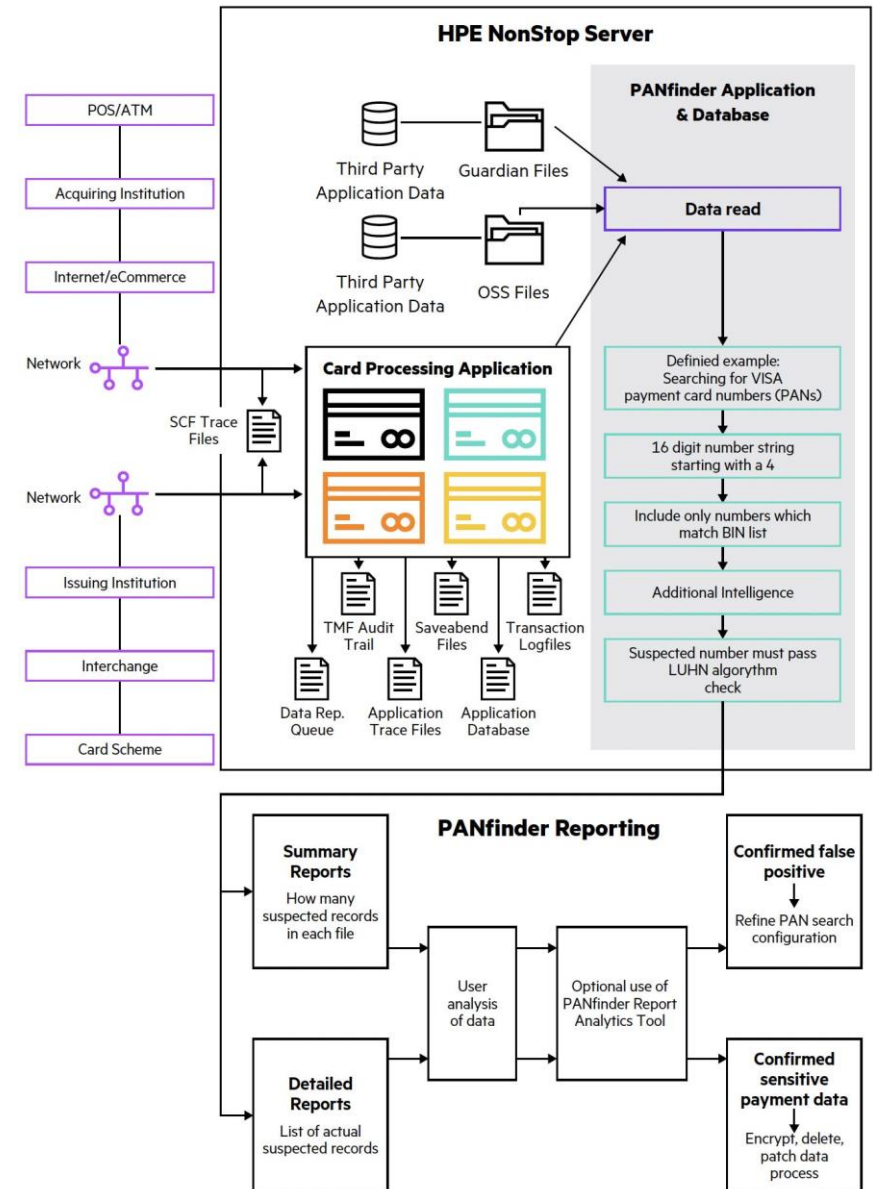 HPE NonStop Server
POS/ATM
Acquiring Institution
Internet/eCommerce
Network
Network
Issuing Institution
Interchange
Card Scheme
SCF Trace
Files
Third Party
Application Data
Guardian Files
Third Party
Application Data
OSS Files
Card Processing Application
TMF Audit
Trail
Saveabend
Files
Transaction
Logfiles
Data Rep.
Queue
Application
Trace Files
Application
Database
PANfinder Application
& Database
Data read
Definied example:
Searching for VISA
payment card numbers (PANs)
16 digit number string
starting with a 4
Include only numbers which
match BIN list
Additional Intelligence
Suspected number must pass
LUHN algorythm
check
PANfinder Reporting
Summary
Reports
How many
suspected records
in each file
Detailed
Reports
List of actual
suspected records
User
analysis
of data
Optional use of
PANfinder Report
Analytics Tool
Confirmed false
positive
Refine PAN search
configuration
Confirmed
sensitive
payment data
Encrypt, delete,
patch data
process